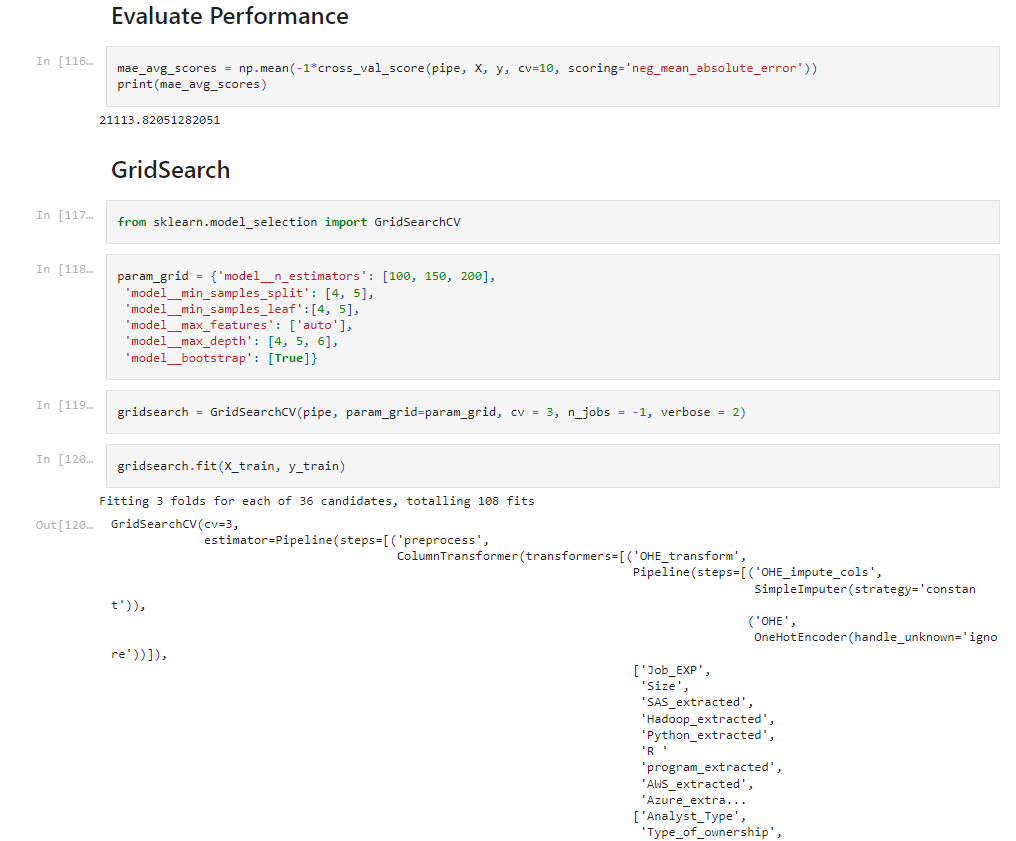 Evaluate Performance
In [116…
mae_avg_scores = np.mean(-1*cross_val_score(pipe, X, y, cv=10, scoring='neg_mean_absolute_error'))
print(mae_avg_scores)
21113.82051282051
GridSearch
In [117…
from sklearn.model_selection import GridSearchCV
In [118…
param_grid = {'model__n_estimators': [100, 150, 200],
'model__min_samples_split': [4, 5],
'model__min_samples_leaf':[4, 5],
'model__max_features': ['auto'],
'model__max_depth': [4, 5, 6],
'model__bootstrap': [True]}
In [119…
gridsearch = GridSearchCV(pipe, param_grid=param_grid, cv = 3, n_jobs = -1, verbose = 2)
In [120…
gridsearch.fit(X_train, y_train)
Fitting 3 folds for each of 36 candidates, totalling 108 fits
Out[120…
GridSearchCV(cv=3,
estimator=Pipeline(steps=[('preprocess',
ColumnTransformer(transformers=[('OHE_transform',
Pipeline(steps=[('OHE_impute_cols',
SimpleImputer(strategy='constan
t')),
('OHE',
OneHotEncoder(handle_unknown='igno
re'))]),
['Job_EXP',
'Size',
'SAS_extracted',
'Hadoop_extracted',
'Python_extracted',
'R '
'program_extracted',
'AWS_extracted',
'Azure_extra...
['Analyst_Type',
'Type_of_ownership',